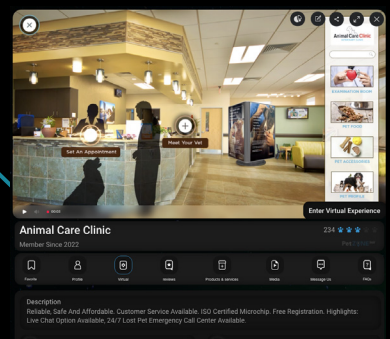 Animal Care Clinic
EXAMINATION ROOM
PET FOOD
PET ACCESSORIES
PET PROFILE
Meet Your Vet
Set An Appointment
Enter Virtual Experience
Animal Care Clinic
234
Member Since 2022
Favorite
Profile
Virtual
reviews
Products & services
Media
Message Us
FAQs
Description
Reliable, Safe And Affordable. Customer Service Available. ISO Certified Microchip. Free Registration. Highlights:
Live Chat Option Available, 24/7 Lost Pet Emergency Call Center Available.